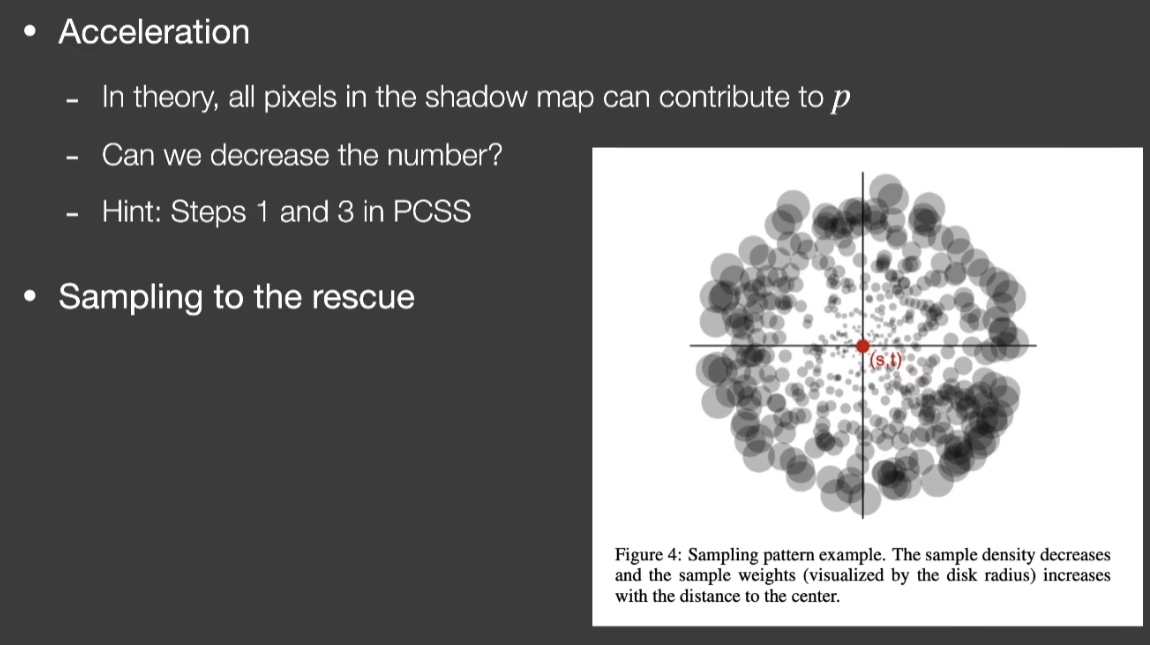 • Acceleration
- In theory, all pixels in the shadow map can contribute to p
- Can we decrease the number?
- Hint: Steps 1 and 3 in PCSS
• Sampling to the rescue
(s,t)
Figure 4: Sampling pattern example. The sample density decreases
and the sample weights (visualized by the disk radius) increases
with the distance to the center.